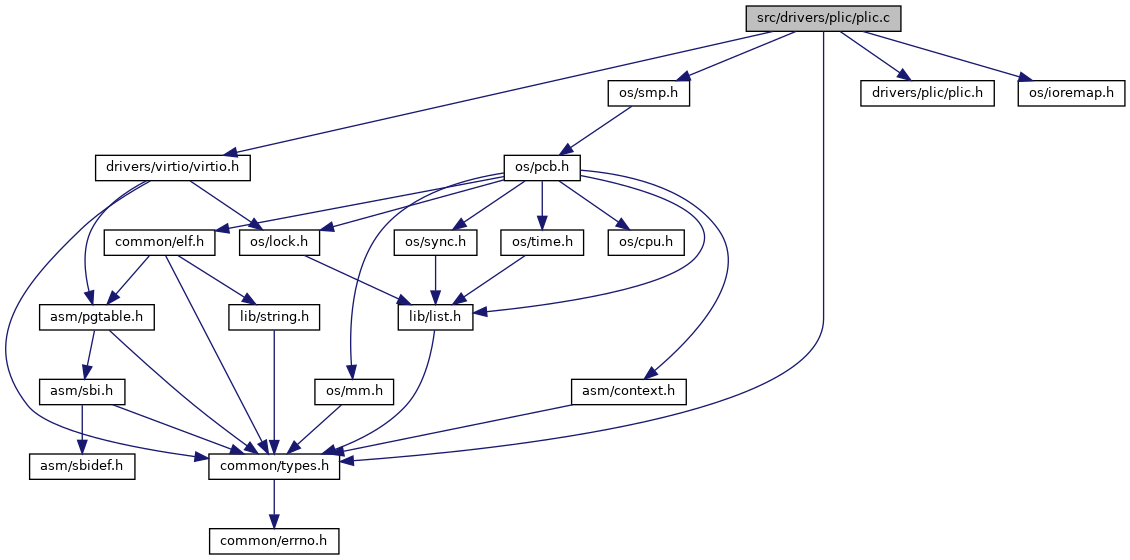 src/drivers/plic/plic.c
os/smp.h
drivers/plic/plic.h
os/ioremap.h
drivers/virtio/virtio.h
os/pcb.h
common/elf.h
os/lock.h
os/sync.h
os/time.h
os/cpu.h
asm/pgtable.h
lib/string.h
lib/list.h
asm/sbi.h
os/mm.h
asm/context.h
asm/sbidef.h
common/types.h
common/errno.h